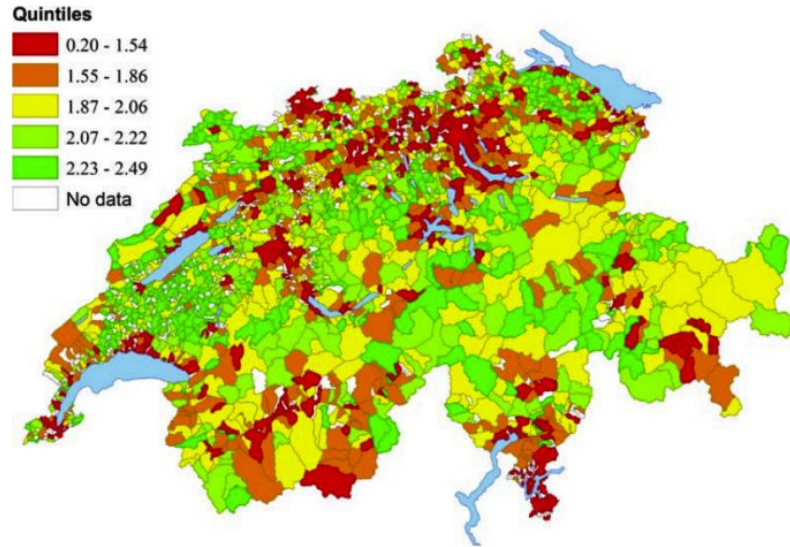 Quintiles
0.20 - 1.54
1.55 - 1.86
1.87 - 2.06
2.07 - 2.22
2.23 - 2.49
No data